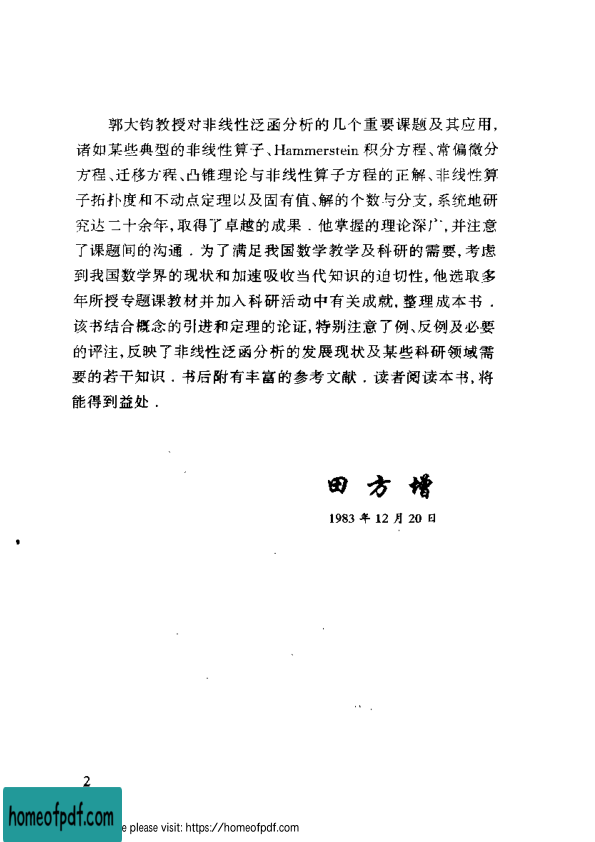 郭大钧教授对非线性泛函分析的几个重要课题及其应用,
诸如某些典型的非线性算子、Hammerstein 积分方程、常偏微分
方程、迁移方程、凸锥理论与非线性算子方程的正解、非线性算
子拓扑度和不动点定理以及固有值、解的个数与分支,系统地研
究达二十余年,取得了卓越的成果.他掌握的理论深广,并注意
了课题间的沟通.为了满足我国数学教学及科研的需要,考虑
到我国数学界的现状和加速吸收当代知识的迫切性,他选取多
年所授专题课教材并加入科研活动中有关成就,整理成本书.
该书结合概念的引进和定理的论证,特别注意了例、反例及必要
的评注,反映了非线性泛函分析的发展现状及某些科研领域需
要的若干知识.书后附有丰富的参考文献.读者阅读本书,将
能得到益处.
田方增
1983 年 12 月 20 日
2
homeofpdf.com
e please visit: https://homeofpdf.com